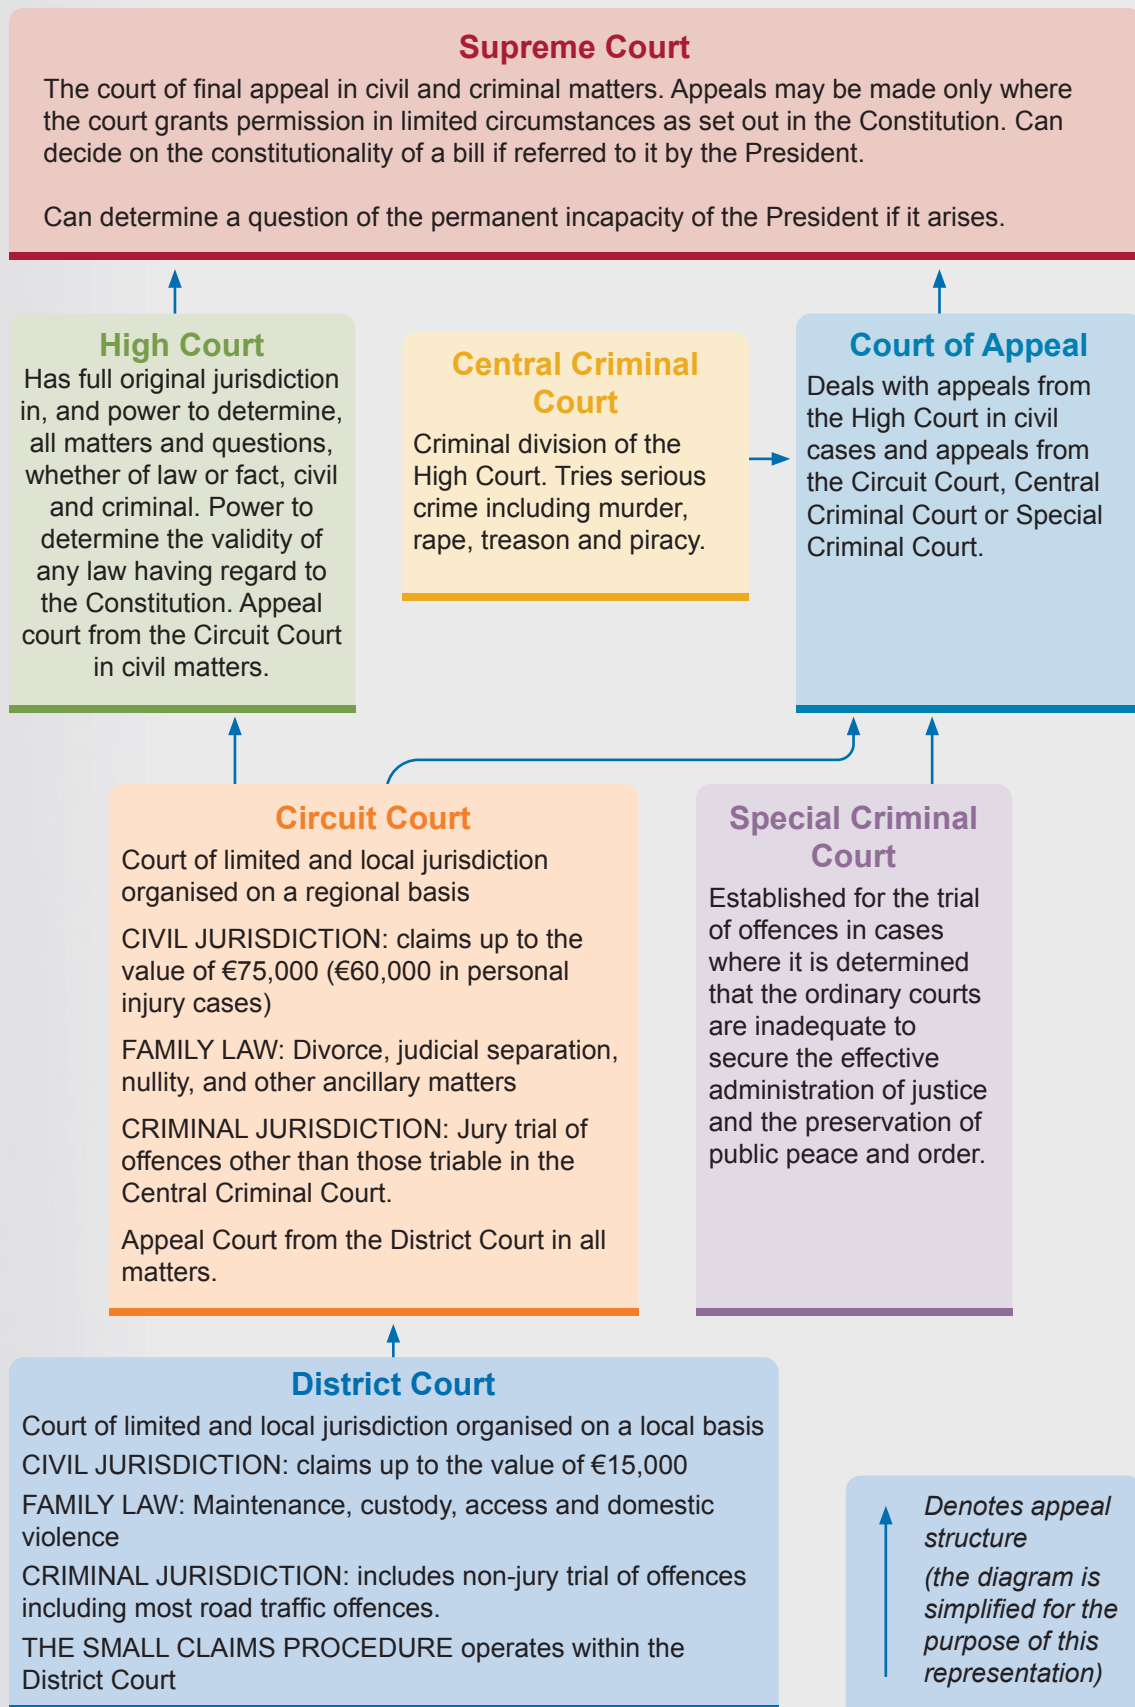 Supreme Court
The court of final appeal in civil and criminal matters. Appeals may be made only where
the court grants permission in limited circumstances as set out in the Constitution. Can
decide on the constitutionality of a bill if referred to it by the President.
Can determine a question of the permanent incapacity of the President if it arises.
High Court
Has full original jurisdiction
in, and power to determine,
all matters and questions,
whether of law or fact, civil
and criminal. Power to
determine the validity of
any law having regard to
the Constitution. Appeal
court from the Circuit Court
in civil matters.
Central Criminal
Court
Criminal division of the
High Court. Tries serious
crime including murder,
rape, treason and piracy.
Court of Appeal
Deals with appeals from
the High Court in civil
cases and appeals from
the Circuit Court, Central
Criminal Court or Special
Criminal Court.
Circuit Court
Court of limited and local jurisdiction
organised on a regional basis
CIVIL JURISDICTION: claims up to the
value of €75,000 (€60,000 in personal
injury cases)
FAMILY LAW: Divorce, judicial separation,
nullity, and other ancillary matters
CRIMINAL JURISDICTION: Jury trial of
offences other than those triable in the
Central Criminal Court.
Appeal Court from the District Court in all
matters.
Special Criminal
Court
Established for the trial
of offences in cases
where it is determined
that the ordinary courts
are inadequate to
secure the effective
administration of justice
and the preservation of
public peace and order.
District Court
Court of limited and local jurisdiction organised on a local basis
CIVIL JURISDICTION: claims up to the value of €15,000
FAMILY LAW: Maintenance, custody, access and domestic
violence
CRIMINAL JURISDICTION: includes non-jury trial of offences
including most road traffic offences.
THE SMALL CLAIMS PROCEDURE operates within the
District Court
Denotes appeal
structure
(the diagram is
simplified for the
purpose of this
representation)